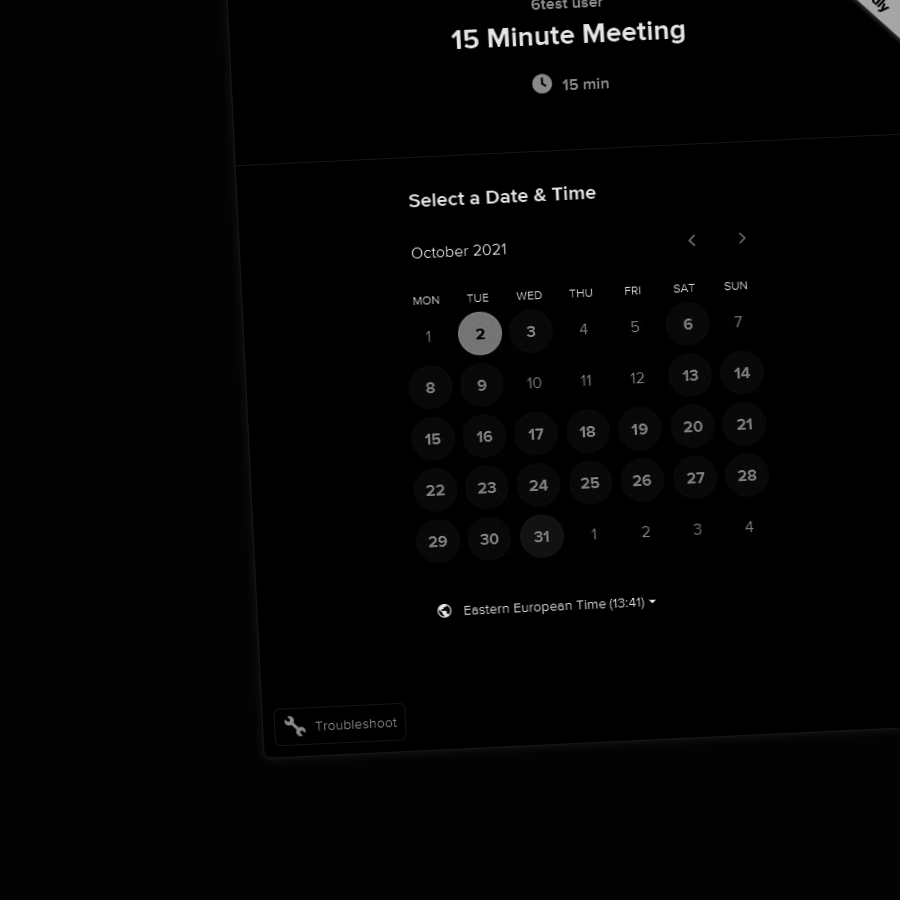 6test user
15 Minute Meeting
15 min
Select a Date & Time
October 2021
MON TUE WED THU FRI SAT SUN
1 2 3 4 5 6 7
8 9 10 11 12 13 14
15 16 17 18 19 20 21
22 23 24 25 26 27 28
29 30 31 1 2 3 4
Eastern European Time (13:41)
Troubleshoot